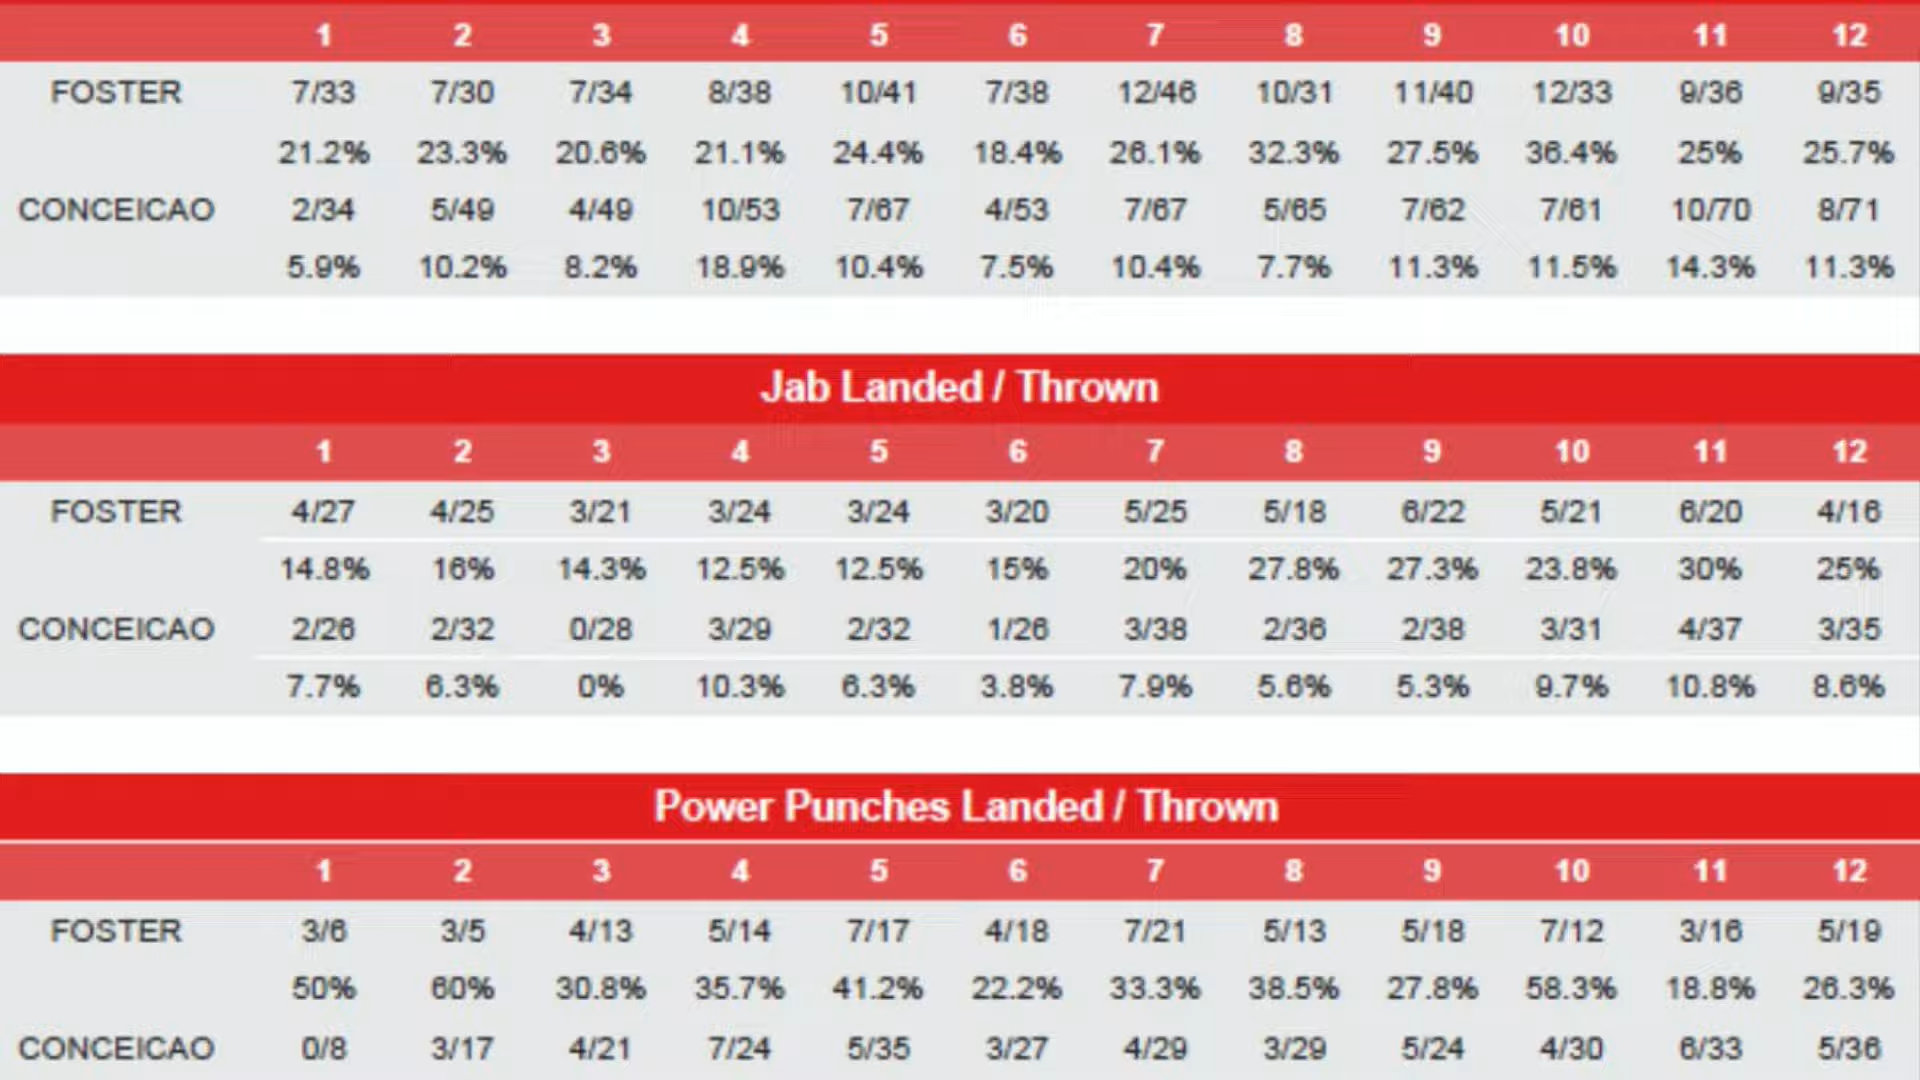 1 2 3 4 5 6 7 8 9 10 11 12
FOSTER 7/33 7/30 7/34 8/38 10/41 7/38 12/46 10/31 11/40 12/33 9/36 9/35
21.2% 23.3% 20.6% 21.1% 24.4% 18.4% 26.1% 32.3% 27.5% 36.4% 25% 25.7%
CONCEICAO 2/34 5/49 4/49 10/53 7/67 4/53 7/67 5/65 7/62 7/61 10/70 8/71
5.9% 10.2% 8.2% 18.9% 10.4% 7.5% 10.4% 7.7% 11.3% 11.5% 14.3% 11.3%
Jab Landed / Thrown
1 2 3 4 5 6 7 8 9 10 11 12
FOSTER 4/27 4/25 3/21 3/24 3/24 3/20 5/25 5/18 6/22 5/21 6/20 4/16
14.8% 16% 14.3% 12.5% 12.5% 15% 20% 27.8% 27.3% 23.8% 30% 25%
CONCEICAO 2/26 2/32 0/28 3/29 2/32 1/26 3/38 2/36 2/38 3/31 4/37 3/35
7.7% 6.3% 0% 10.3% 6.3% 3.8% 7.9% 5.6% 5.3% 9.7% 10.8% 8.6%
Power Punches Landed / Thrown
1 2 3 4 5 6 7 8 9 10 11 12
FOSTER 3/6 3/5 4/13 5/14 7/17 4/18 7/21 5/13 5/18 7/12 3/16 5/19
50% 60% 30.8% 35.7% 41.2% 22.2% 33.3% 38.5% 27.8% 58.3% 18.8% 26.3%
CONCEICAO 0/8 3/17 4/21 7/24 5/35 3/27 4/29 3/29 5/24 4/30 6/33 5/36